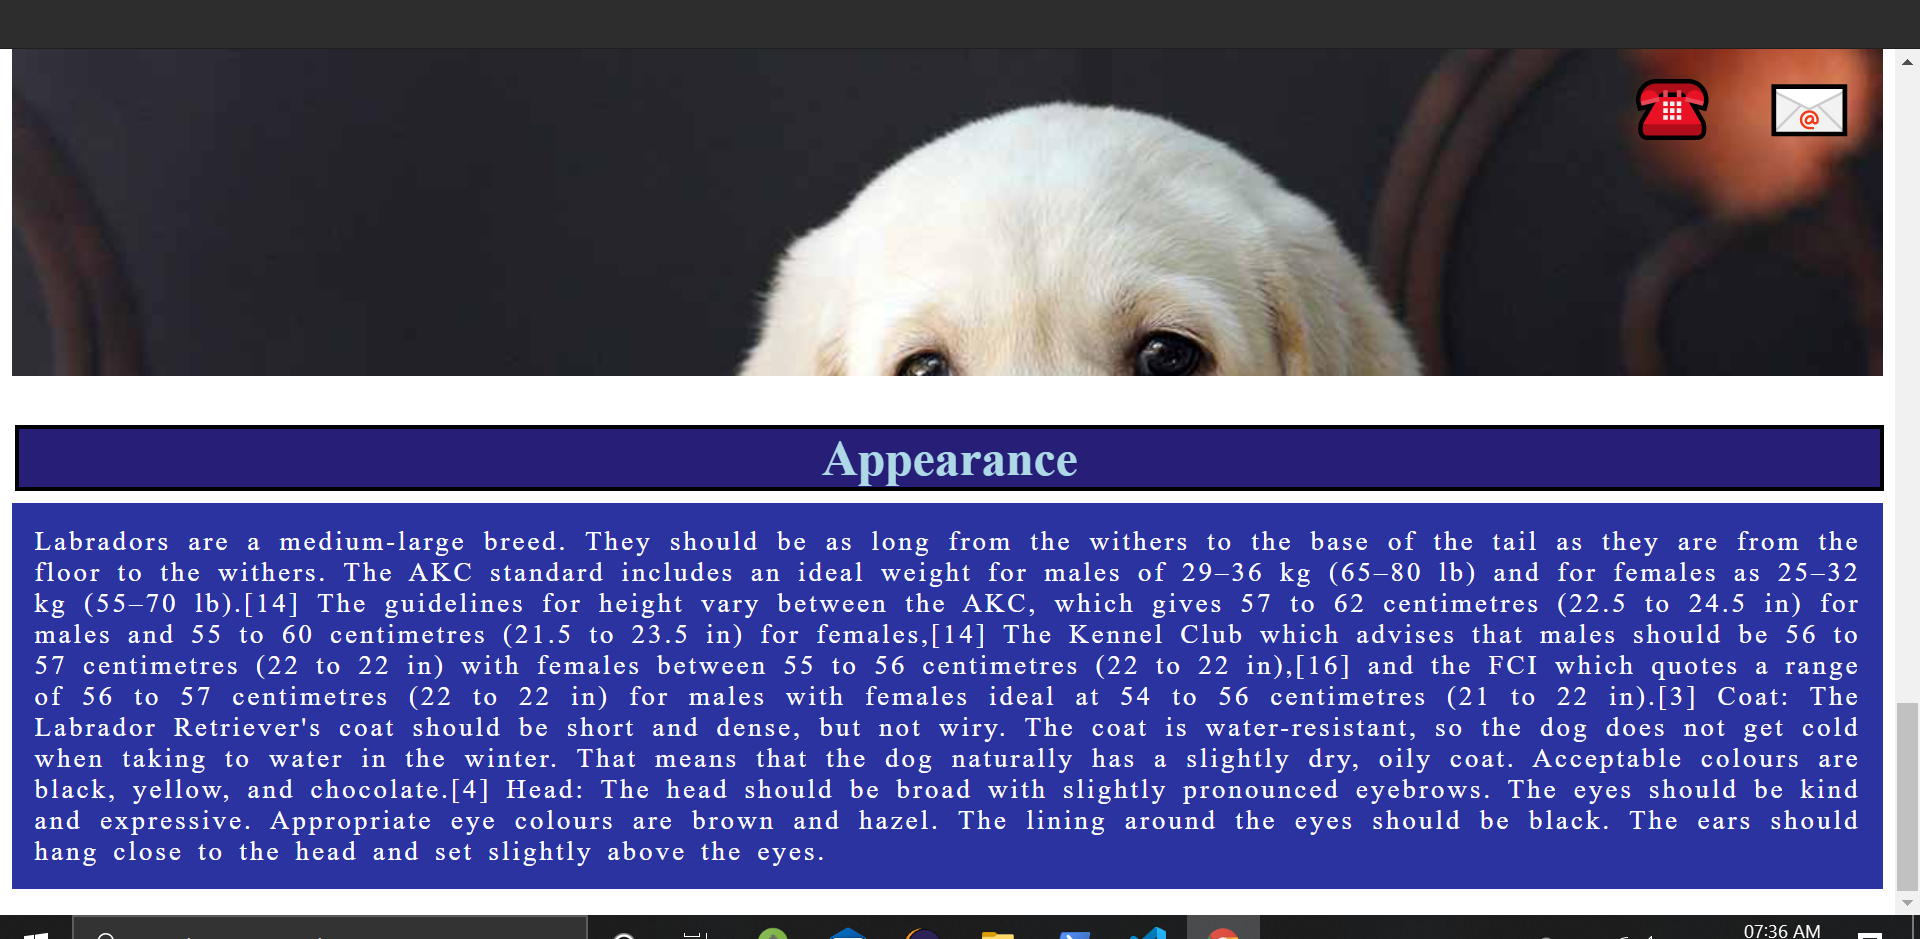 @
Appearance
Labradors are a medium-large breed. They should be as long from the withers to the base of the tail as they are from the
floor to the withers. The AKC standard includes an ideal weight for males of 29–36 kg (65–80 lb) and for females as 25–32
kg (55–70 lb).[14] The guidelines for height vary between the AKC, which gives 57 to 62 centimetres (22.5 to 24.5 in) for
males and 55 to 60 centimetres (21.5 to 23.5 in) for females,[14] The Kennel Club which advises that males should be 56 to
57 centimetres (22 to 22 in) with females between 55 to 56 centimetres (22 to 22 in),[16] and the FCI which quotes a range
of 56 to 57 centimetres (22 to 22 in) for males with females ideal at 54 to 56 centimetres (21 to 22 in).[3] Coat: The
Labrador Retriever's coat should be short and dense, but not wiry. The coat is water-resistant, so the dog does not get cold
when taking to water in the winter. That means that the dog naturally has a slightly dry, oily coat. Acceptable colours are
black, yellow, and chocolate.[4] Head: The head should be broad with slightly pronounced eyebrows. The eyes should be kind
and expressive. Appropriate eye colours are brown and hazel. The lining around the eyes should be black. The ears should
hang close to the head and set slightly above the eyes.
07:36 AM